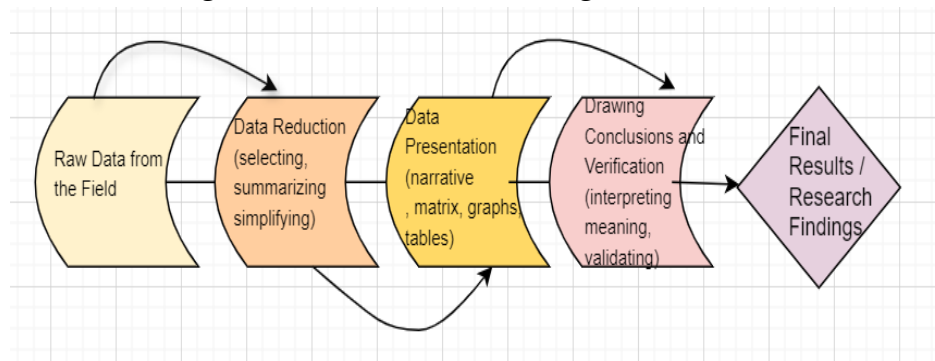 Raw Data from
the Field
Data Reduction
(selecting,
summarizing
simplifying)
Data
Presentation
(narrative
, matrix, graphs,
tables)
Drawing
Conclusions and
Verification
(interpreting
meaning,
validating)
Final
Results /
Research
Findings